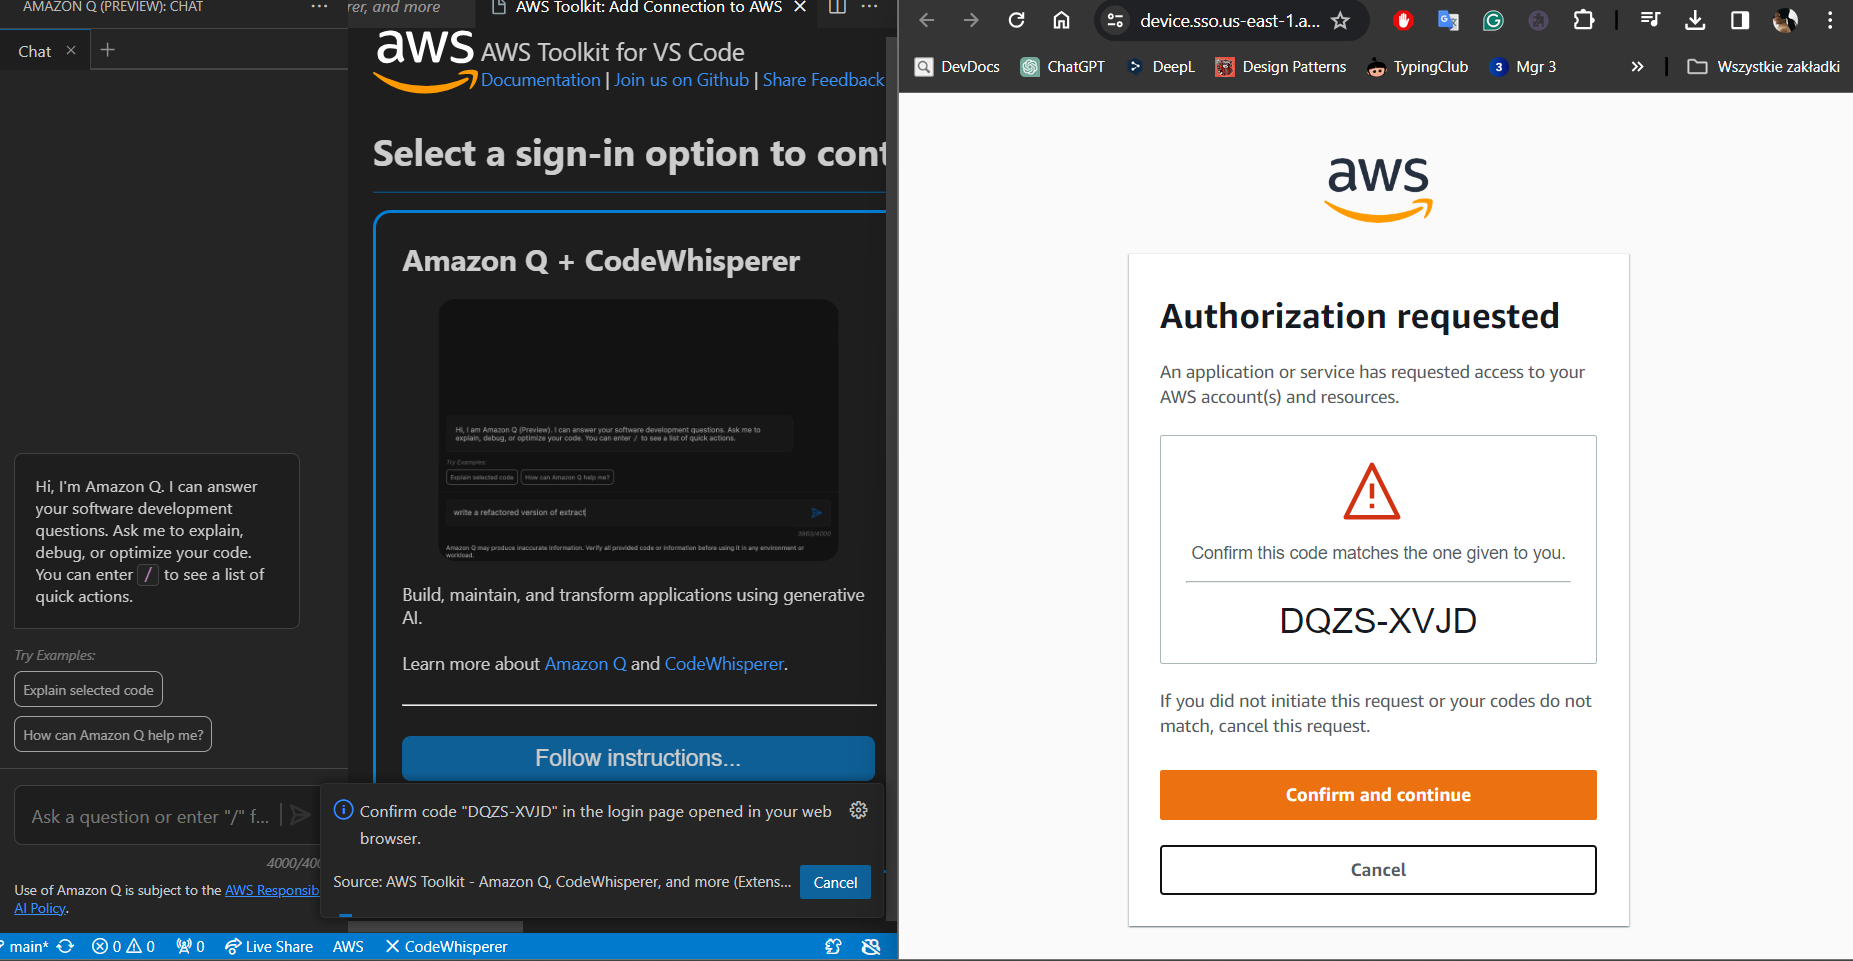 AMAZON Q (PREVIEW): CHAT
Chat
Hi, I'm Amazon Q. I can answer
your software development
questions. Ask me to explain,
debug, or optimize your code.
You can enter / to see a list of
quick actions.
Try Examples:
Explain selected code
How can Amazon Q help me?
Ask a question or enter "/" f...
4000/400
Use of Amazon Q is subject to the AWS Responsib
AI Policy.
rer, and more
AWS Toolkit: Add Connection to AWS
aws
AWS Toolkit for VS Code
Documentation | Join us on Github | Share Feedback
Select a sign-in option to cont
Amazon Q + CodeWhisperer
Hi, I am Amazon Q (Preview). I can answer your software development questions. Ask me to
explain, debug, or optimize your code. You can enter / to see a list of quick actions.
Try Examples:
Explain selected code
How can Amazon Q help me?
write a refactored version of extract
3963/4000
Amazon Q may produce inaccurate information. Verify all provided code or information before using it in any environment or
workload.
Build, maintain, and transform applications using generative
AI.
Learn more about Amazon Q and CodeWhisperer.
Follow instructions...
Confirm code "DQZS-XVJD" in the login page opened in your web
browser.
Source: AWS Toolkit - Amazon Q, CodeWhisperer, and more (Extens...
Cancel
main*
0
0
0
Live Share
AWS
CodeWhisperer
device.sso.us-east-1.a...
DevDocs
ChatGPT
DeepL
Design Patterns
TypingClub
3
Mgr 3
Wszystkie zakładki
aws
Authorization requested
An application or service has requested access to your
AWS account(s) and resources.
Confirm this code matches the one given to you.
DQZS-XVJD
If you did not initiate this request or your codes do not
match, cancel this request.
Confirm and continue
Cancel